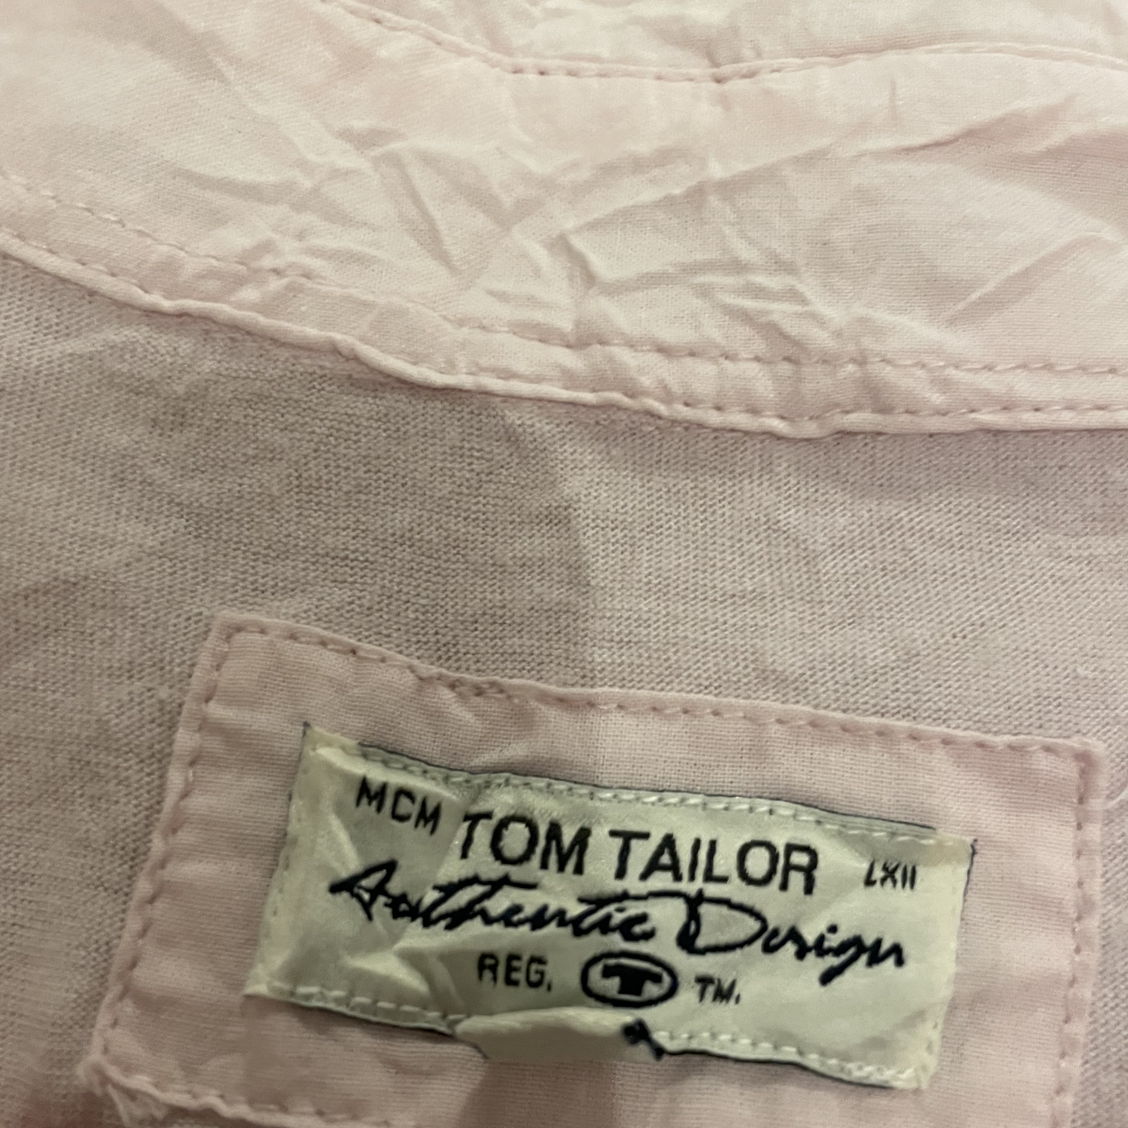 MCM TOM TAILOR LXII
Authentic Design
REG. T TM.